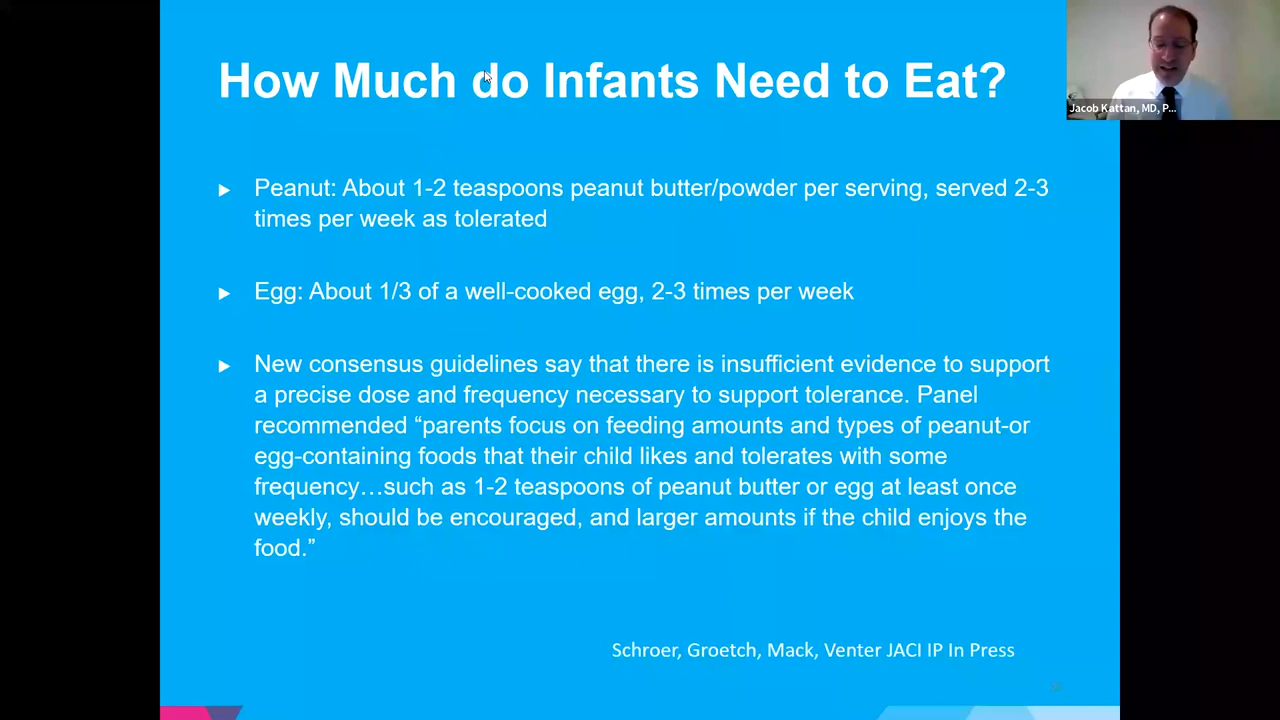 How Much do Infants Need to Eat?
Jacob Kattan, MD, P...
▶ Peanut: About 1-2 teaspoons peanut butter/powder per serving, served 2-3
times per week as tolerated
▶ Egg: About 1/3 of a well-cooked egg, 2-3 times per week
▶ New consensus guidelines say that there is insufficient evidence to support
a precise dose and frequency necessary to support tolerance. Panel
recommended “parents focus on feeding amounts and types of peanut-or
egg-containing foods that their child likes and tolerates with some
frequency…such as 1-2 teaspoons of peanut butter or egg at least once
weekly, should be encouraged, and larger amounts if the child enjoys the
food.”
Schroer, Groetch, Mack, Venter JACI IP In Press